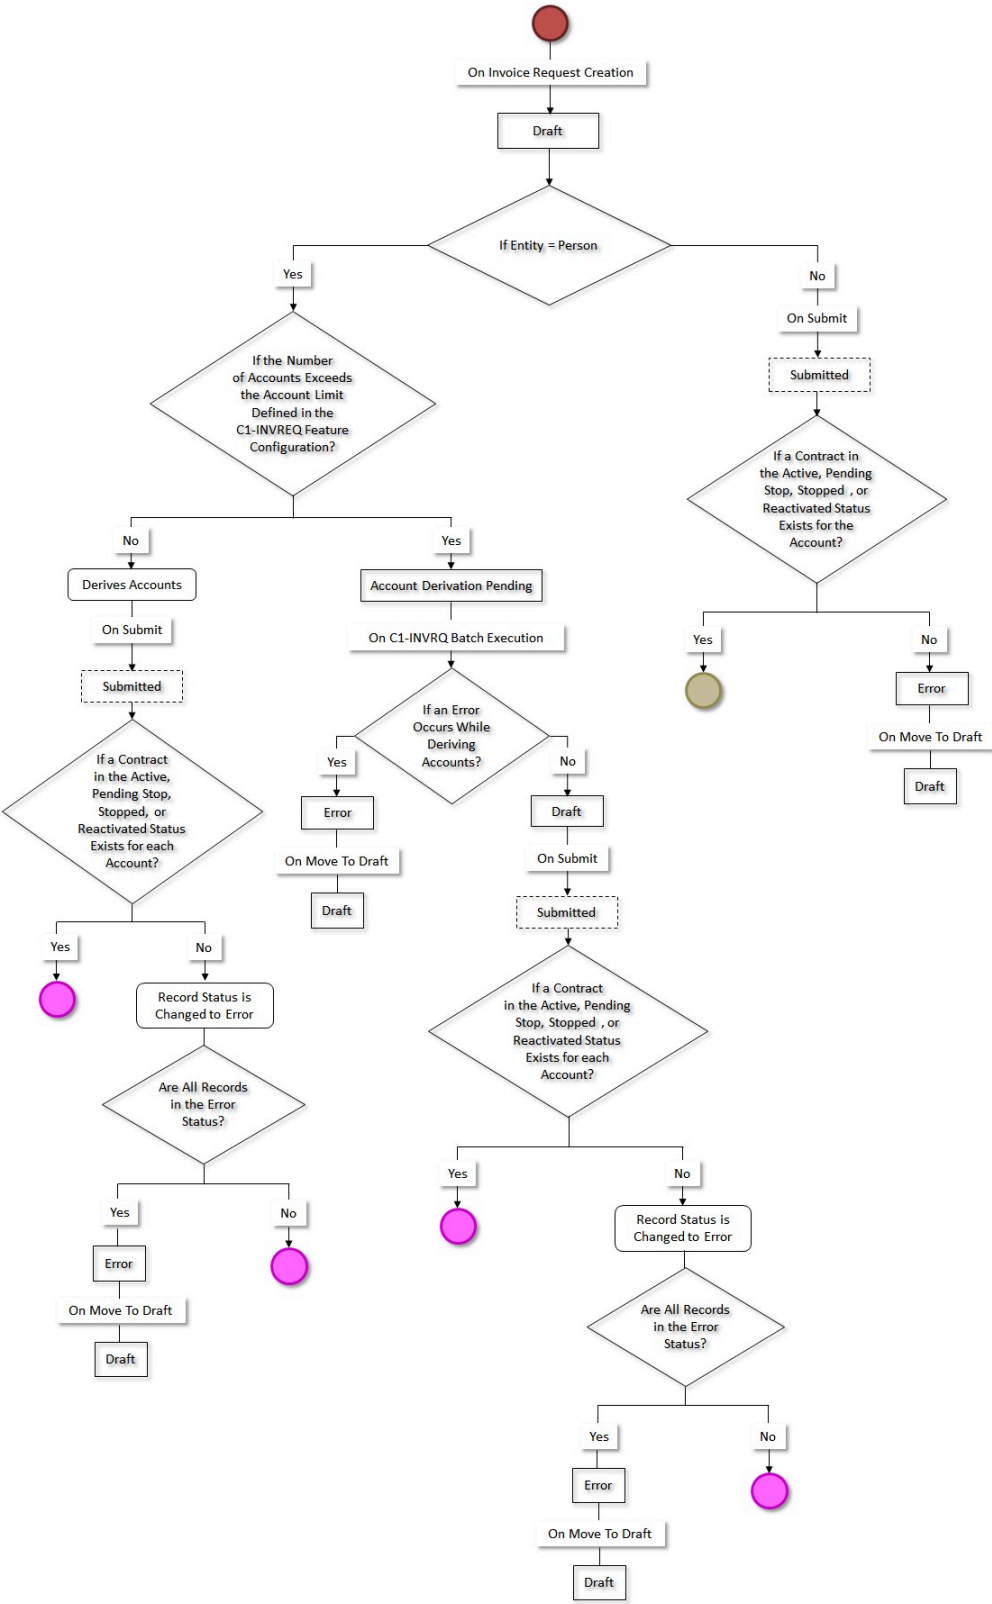 On Invoice Request Creation
Draft
If Entity = Person
Yes
No
On Submit
Submitted
If the Number
of Accounts Exceeds
the Account Limit
Defined in the
C1-INVREQ Feature
Configuration?
If a Contract in
the Active, Pending
Stop, Stopped , or
Reactivated Status
Exists for the
Account?
No
Yes
Derives Accounts
Account Derivation Pending
On Submit
On C1-INVRQ Batch Execution
Yes
No
Submitted
Error
If an Error
Occurs While
Deriving
Accounts?
On Move To Draft
Draft
If a Contract
in the Active,
Pending Stop,
Stopped, or
Reactivated Status
Exists for each
Account?
Yes
No
Error
Draft
On Move To Draft
On Submit
Draft
Submitted
Yes
No
Record Status is
Changed to Error
If a Contract
in the Active, Pending
Stop, Stopped , or
Reactivated Status
Exists for each
Account?
Are All Records
in the Error
Status?
Yes
No
Yes
No
Error
Record Status is
Changed to Error
On Move To Draft
Draft
Are All Records
in the Error
Status?
Yes
No
Error
On Move To Draft
Draft